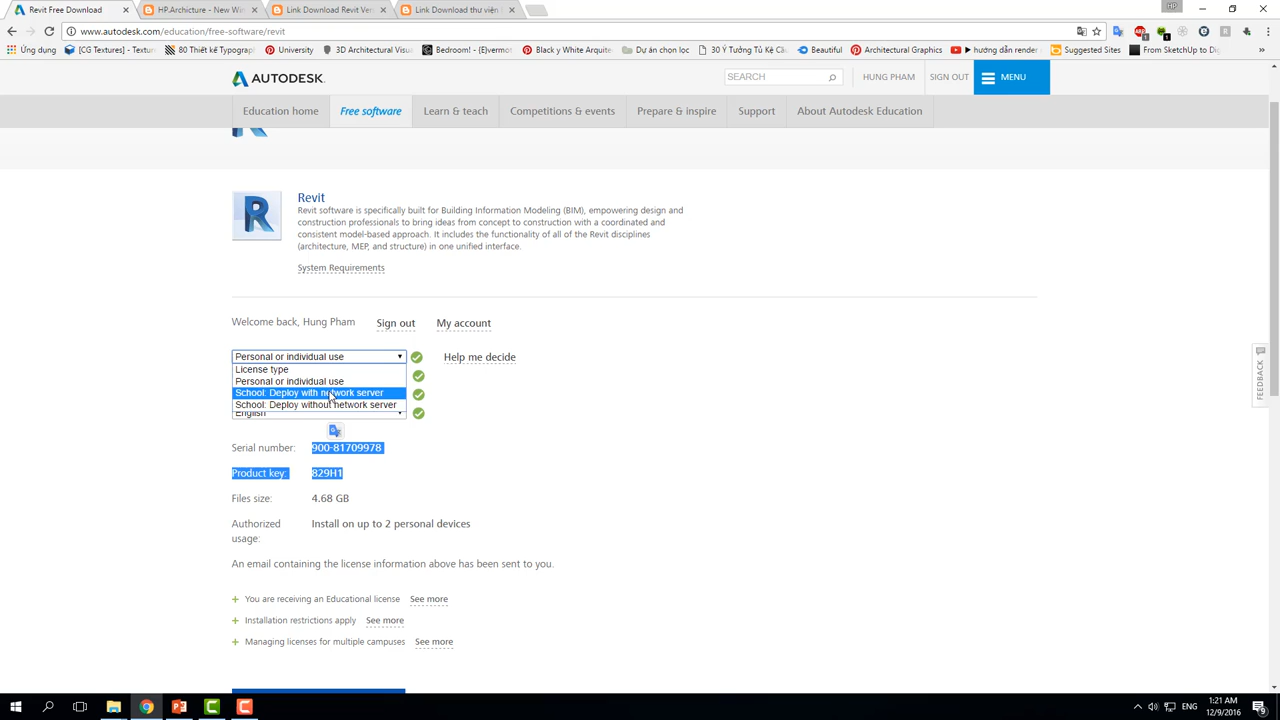 Revit Free Download
HP.Archicture - New Win
Link Download Revit Ver
Link Download thư viện
HP
www.autodesk.com/education/free-software/revit
Ứng dụng
[CG Textures] - Textu
80 Thiết kế Typograp
University
3D Architectural Visu
Bedroom! - (Evermot
Black y White Arquite
Dự án chọn lọc
30 Ý Tưởng Tủ Kệ Cầ
Beautiful
Architectural Graphics
hướng dẫn render
Suggested Sites
From SketchUp to Dig
AUTODESK.
SEARCH
HUNG PHAM
SIGN OUT
MENU
Education home
Free software
Learn & teach
Competitions & events
Prepare & inspire
Support
About Autodesk Education
R
Revit
Revit software is specifically built for Building Information Modeling (BIM), empowering design and
construction professionals to bring ideas from concept to construction with a coordinated and
consistent model-based approach. It includes the functionality of all of the Revit disciplines
(architecture, MEP, and structure) in one unified interface.
System Requirements
Welcome back, Hung Pham
Sign out
My account
Personal or individual use
Help me decide
License type
Personal or individual use
School: Deploy with network server
School: Deploy without network server
English
Serial number: 900-81709978
Product key: 829H1
Files size: 4.68 GB
Authorized
usage:
Install on up to 2 personal devices
An email containing the license information above has been sent to you.
+ You are receiving an Educational license See more
+ Installation restrictions apply See more
+ Managing licenses for multiple campuses See more
FEEDBACK
ENG
1:21 AM
12/9/2016